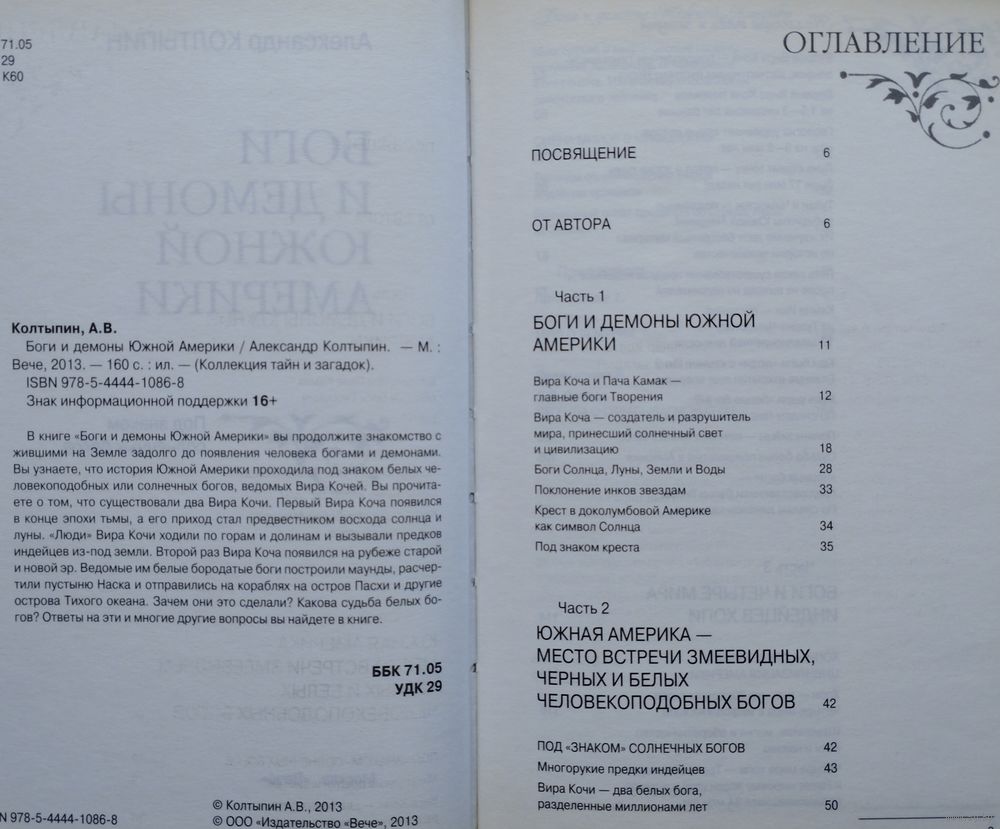 71.05
29
К60
Колтыпин, А.В.
Боги и демоны Южной Америки / Александр Колтыпин. — М. :
Вече, 2013. — 160 с. : ил. — (Коллекция тайн и загадок).
ISBN 978-5-4444-1086-8
Знак информационной поддержки 16+
В книге «Боги и демоны Южной Америки» вы продолжите знакомство с
жившими на Земле задолго до появления человека богами и демонами.
Вы узнаете, что история Южной Америки проходила под знаком белых че-
ловекоподобных или солнечных богов, ведомых Вира Кочей. Вы прочита-
ете о том, что существовали два Вира Кочи. Первый Вира Коча появился
в конце эпохи тьмы, а его приход стал предвестником восхода солнца и
луны. «Люди» Вира Кочи ходили по горам и долинам и вызывали предков
индейцев из-под земли. Второй раз Вира Коча появился на рубеже старой
и новой эр. Ведомые им белые бородатые боги построили маунды, расчер-
тили пустыню Наска и отправились на кораблях на остров Пасхи и другие
острова Тихого океана. Зачем они это сделали? Какова судьба белых бо-
гов? Ответы на эти и многие другие вопросы вы найдете в книге.
ББК 71.05
УДК 29
N 978-5-4444-1086-8
© Колтыпин А.В., 2013
© ООО «Издательство «Вече», 2013
ОГЛАВЛЕНИЕ
ПОСВЯЩЕНИЕ 6
ОТ АВТОРА 6
Часть 1
БОГИ И ДЕМОНЫ ЮЖНОЙ
АМЕРИКИ 11
Вира Коча и Пача Камак —
главные боги Творения 12
Вира Коча — создатель и разрушитель
мира, принесший солнечный свет
и цивилизацию 18
Боги Солнца, Луны, Земли и Воды 28
Поклонение инков звездам 33
Крест в доколумбовой Америке
как символ Солнца 34
Под знаком креста 35
Часть 2
ЮЖНАЯ АМЕРИКА —
МЕСТО ВСТРЕЧИ ЗМЕЕВИДНЫХ,
ЧЕРНЫХ И БЕЛЫХ
ЧЕЛОВЕКОПОДОБНЫХ БОГОВ 42
ПОД «ЗНАКОМ» СОЛНЕЧНЫХ БОГОВ 42
Многорукие предки индейцев 43
Вира Кочи — два белых бога,
разделенные миллионами лет 50